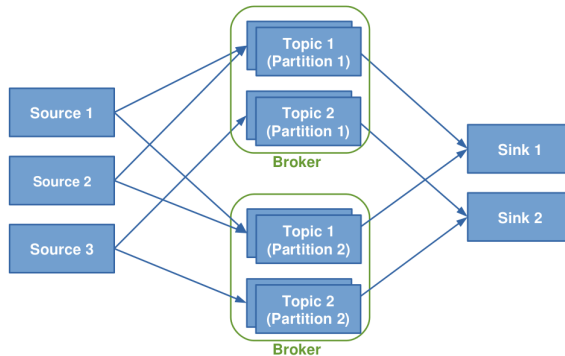 Source 1
Source 2
Source 3
Topic 1
(Partition 1)
Topic 2
(Partition 1)
Broker
Topic 1
(Partition 2)
Topic 2
(Partition 2)
Broker
Sink 1
Sink 2